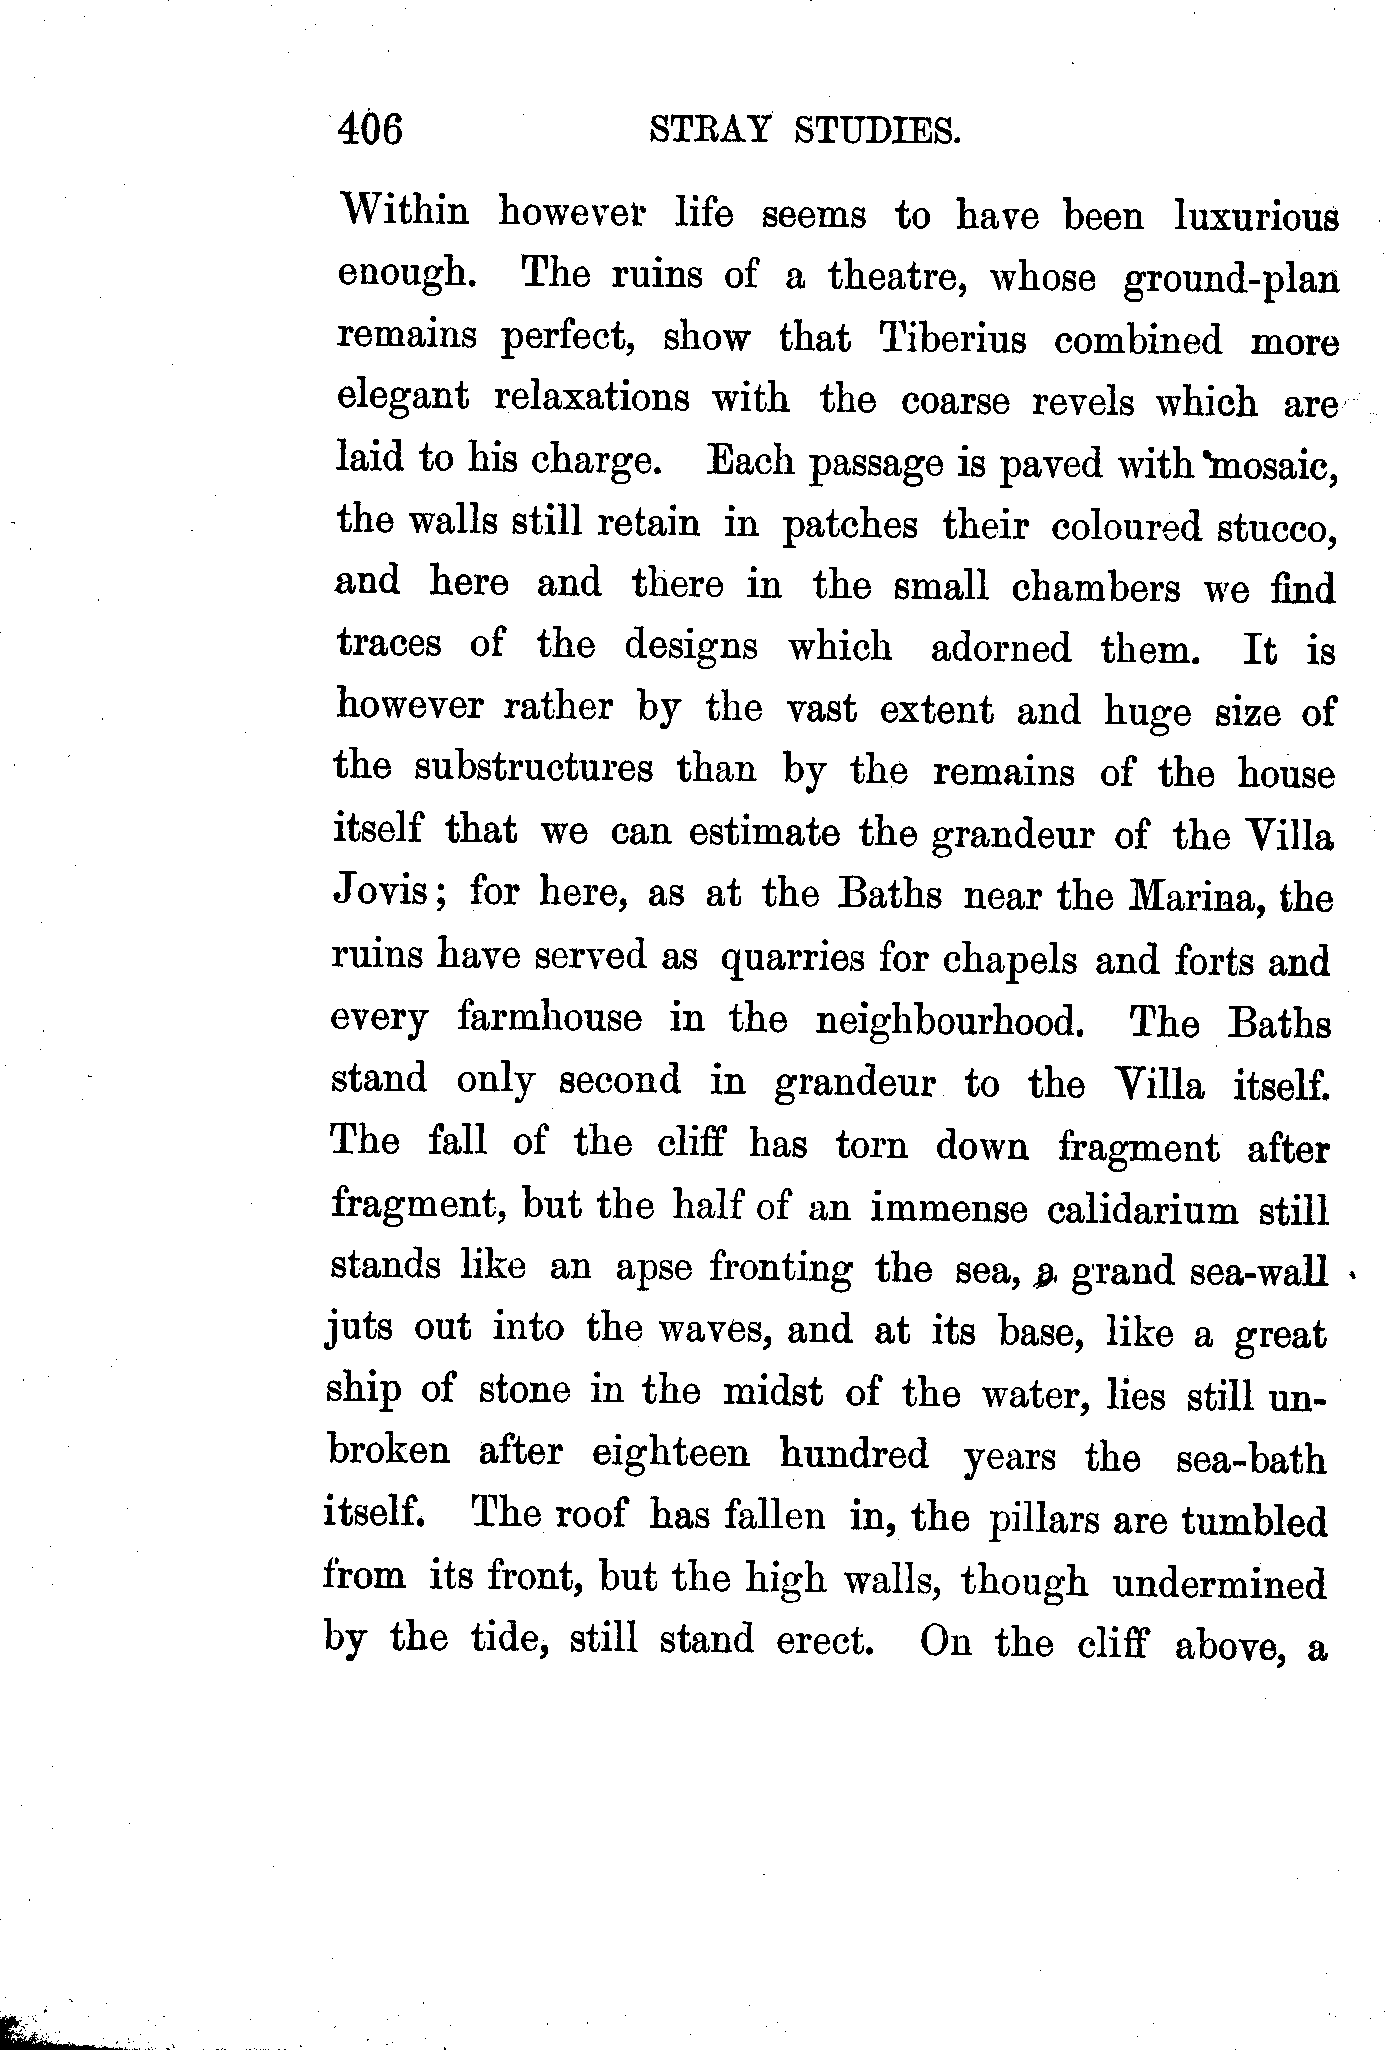 406 STRAY STUDIES.
Within however life seems to have been luxurious
enough. The ruins of a theatre, whose ground-plan
remains perfect, show that Tiberius combined more
elegant relaxations with the coarse revels which are
laid to his charge. Each passage is paved with mosaic,
the walls still retain in patches their coloured stucco,
and here and there in the small chambers we find
traces of the designs which adorned them. It is
however rather by the vast extent and huge size of
the substructures than by the remains of the house
itself that we can estimate the grandeur of the Villa
Jovis; for here, as at the Baths near the Marina, the
ruins have served as quarries for chapels and forts and
every farmhouse in the neighbourhood. The Baths
stand only second in grandeur to the Villa itself.
The fall of the cliff has torn down fragment after
fragment, but the half of an immense calidarium still
stands like an apse fronting the sea, a grand sea-wall
juts out into the waves, and at its base, like a great
ship of stone in the midst of the water, lies still un-
broken after eighteen hundred years the sea-bath
itself. The roof has fallen in, the pillars are tumbled
from its front, but the high walls, though undermined
by the tide, still stand erect. On the cliff above, a